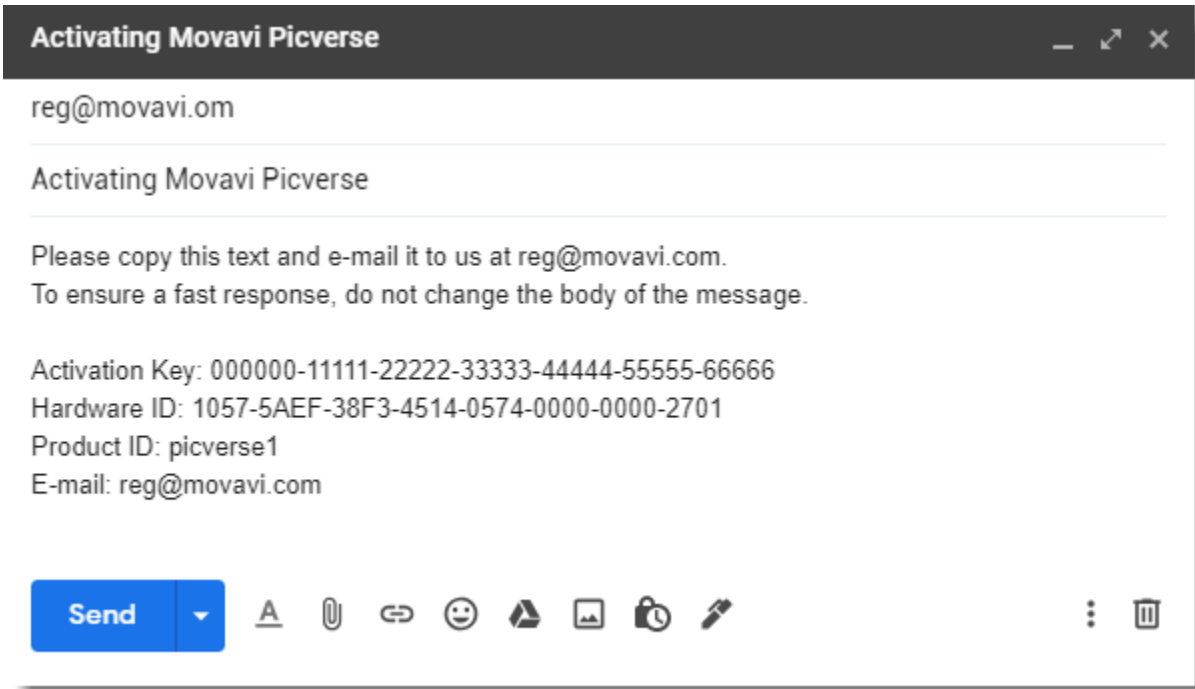 Activating Movavi Picverse
reg@movavi.om
Activating Movavi Picverse
Please copy this text and e-mail it to us at reg@movavi.com.
To ensure a fast response, do not change the body of the message.
Activation Key: 000000-11111-22222-33333-44444-55555-66666
Hardware ID: 1057-5AEF-38F3-4514-0574-0000-0000-2701
Product ID: picverse1
E-mail: reg@movavi.com
Send